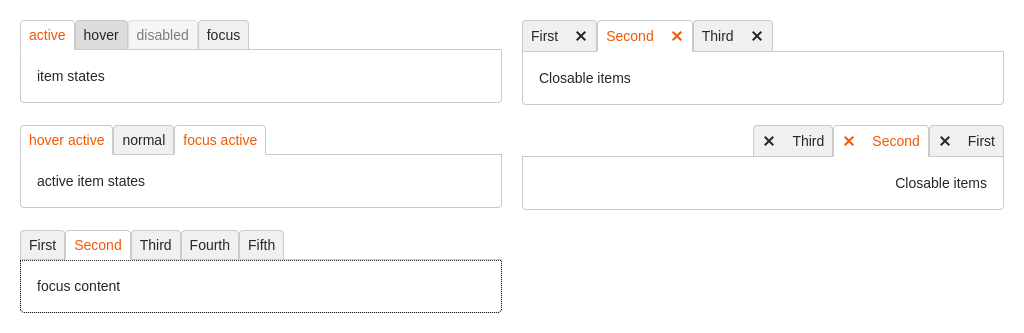 active hover disabled focus
item states
First ✕ Second ✕ Third ✕
Closable items
hover active normal focus active
active item states
✕ Third ✕ Second ✕ First
Closable items
First Second Third Fourth Fifth
focus content